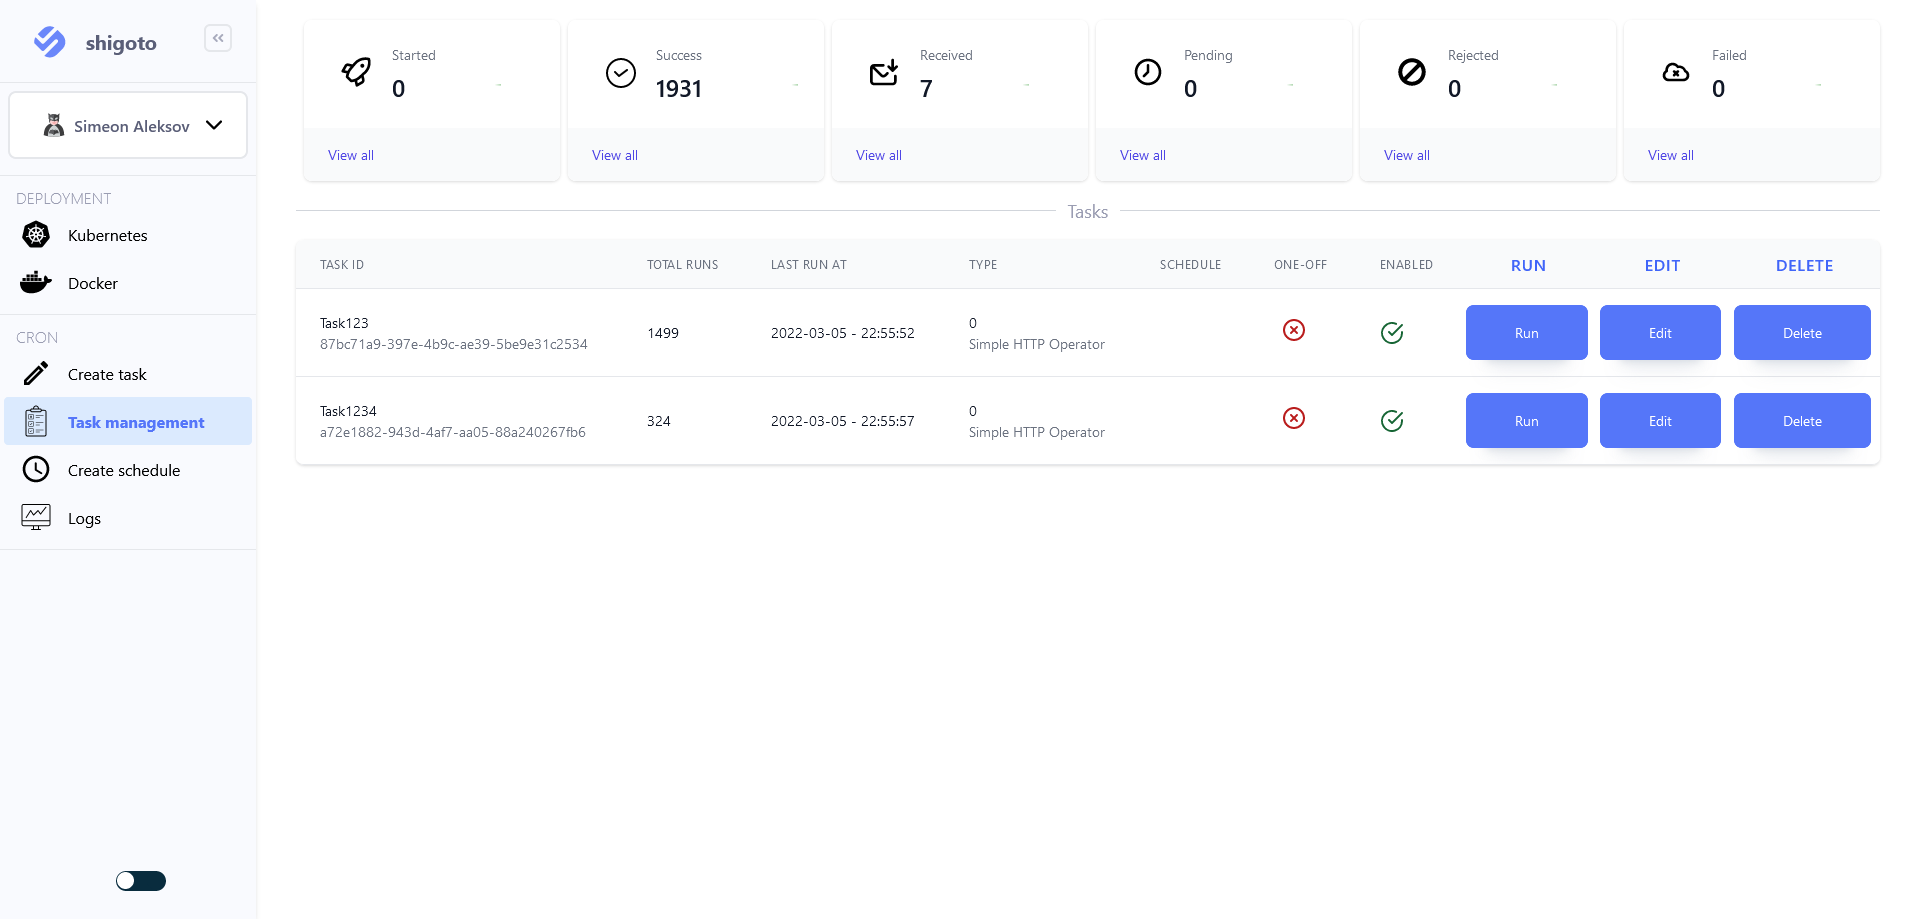 shigoto
Simeon Aleksov
DEPLOYMENT
Kubernetes
Docker
CRON
Create task
Task management
Create schedule
Logs
Started
0
View all
Success
1931
View all
Received
7
View all
Pending
0
View all
Rejected
0
View all
Failed
0
View all
Tasks
TASK ID TOTAL RUNS LAST RUN AT TYPE SCHEDULE ONE-OFF ENABLED RUN EDIT DELETE
Task123
87bc71a9-397e-4b9c-ae39-5be9e31c2534
1499
2022-03-05 - 22:55:52
0
Simple HTTP Operator
Run
Edit
Delete
Task1234
a72e1882-943d-4af7-aa05-88a240267fb6
324
2022-03-05 - 22:55:57
0
Simple HTTP Operator
Run
Edit
Delete